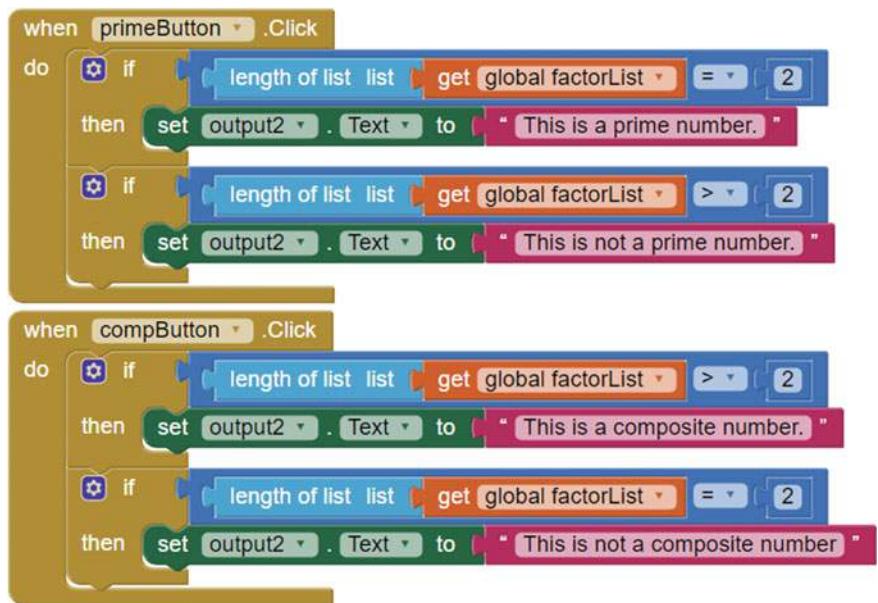 when primeButton .Click
do if length of list list get global factorList = 2
then set output2 . Text to " This is a prime number. "
if length of list list get global factorList > 2
then set output2 . Text to " This is not a prime number. "
when compButton .Click
do if length of list list get global factorList > 2
then set output2 . Text to " This is a composite number. "
if length of list list get global factorList = 2
then set output2 . Text to " This is not a composite number "